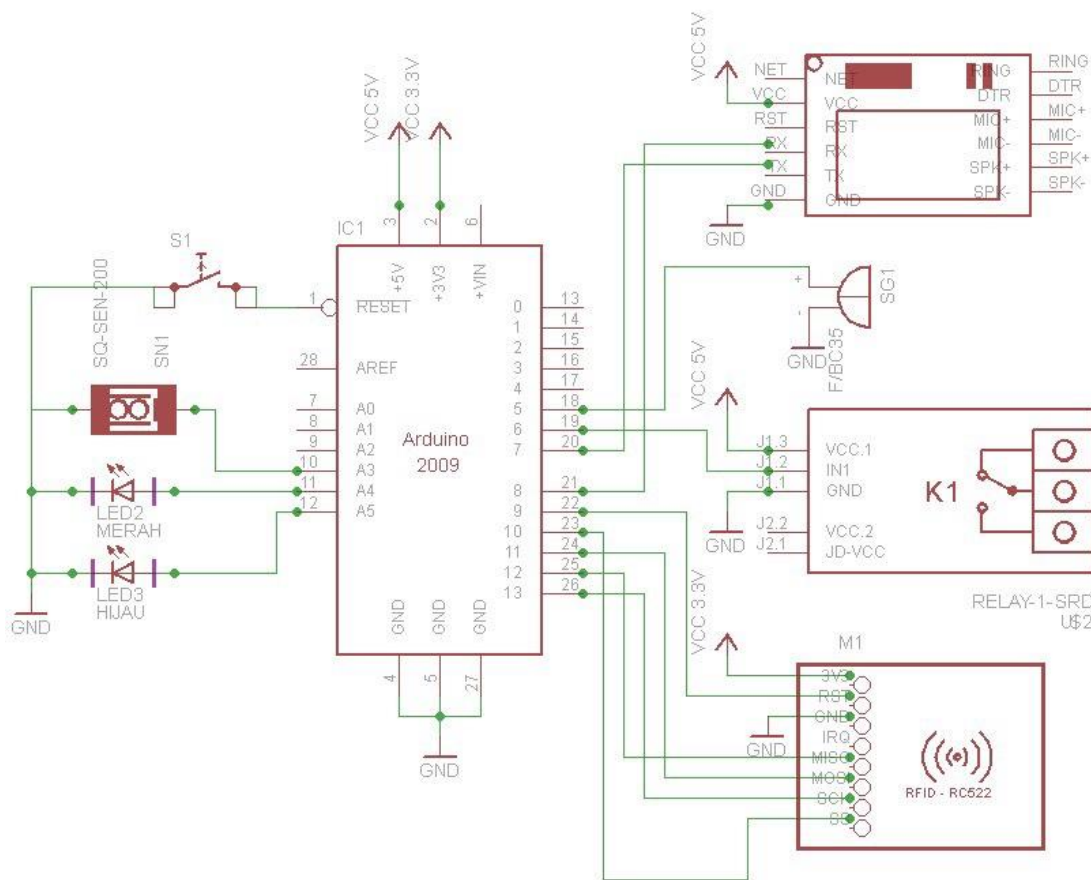 VCC 5V
VCC 3.3V
IC1
3
2
6
+5V
+3V3
+VIN
S1
1
RESET
SQ-SEN-200
SN1
28
AREF
7
A0
8
A1
9
A2
10
A3
11
A4
12
A5
LED2
MERAH
LED3
HIJAU
GND
Arduino
2009
0
13
1
14
2
15
3
16
4
17
5
18
6
19
7
20
8
21
9
22
10
23
11
24
12
25
13
26
GND
GND
GND
4
5
27
GND
VCC 5V
NET
NET
VCC
VCC
RST
RST
RX
RX
TX
TX
GND
GND
GND
RING
RING
DTR
DTR
MIC+
MIC+
MIC-
MIC-
SPK+
SPK+
SPK-
SPK-
+
-
SG1
F/BC35
GND
VCC 5V
J1.3
VCC.1
J1.2
IN1
J1.1
GND
J2.2
VCC.2
J2.1
JD-VCC
GND
K1
RELAY-1-SRD
U$2
VCC 3.3V
M1
3V3
RST
GND
IRQ
MISO
MOSI
SCK
SS
GND
RFID - RC522